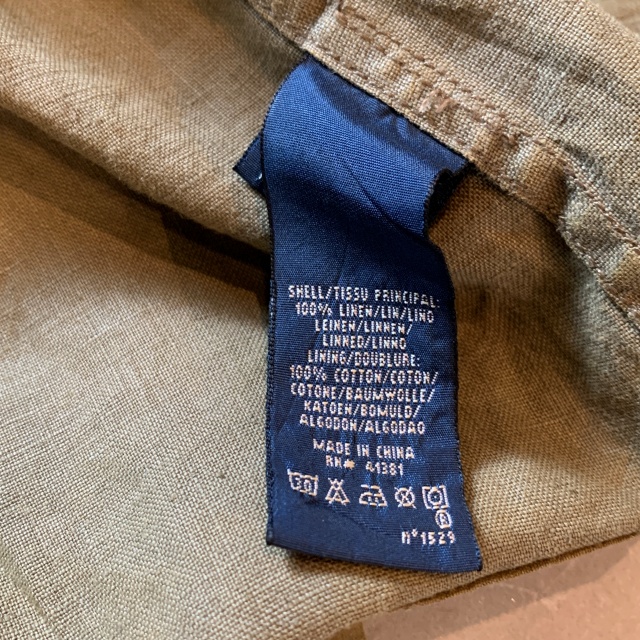 SHELL/TISSU PRINCIPAL:
100% LINEN/LIN/LINO
LEINEN/LINNEN/
LINNED/LINNO
LINING/DOUBLURE:
100% COTTON/COTON/
COTONE/BAUMWOLLE/
KATOEN/BOMULD/
ALGODON/ALGODAO
MADE IN CHINA
RN# 41381
30
R
n° 1529